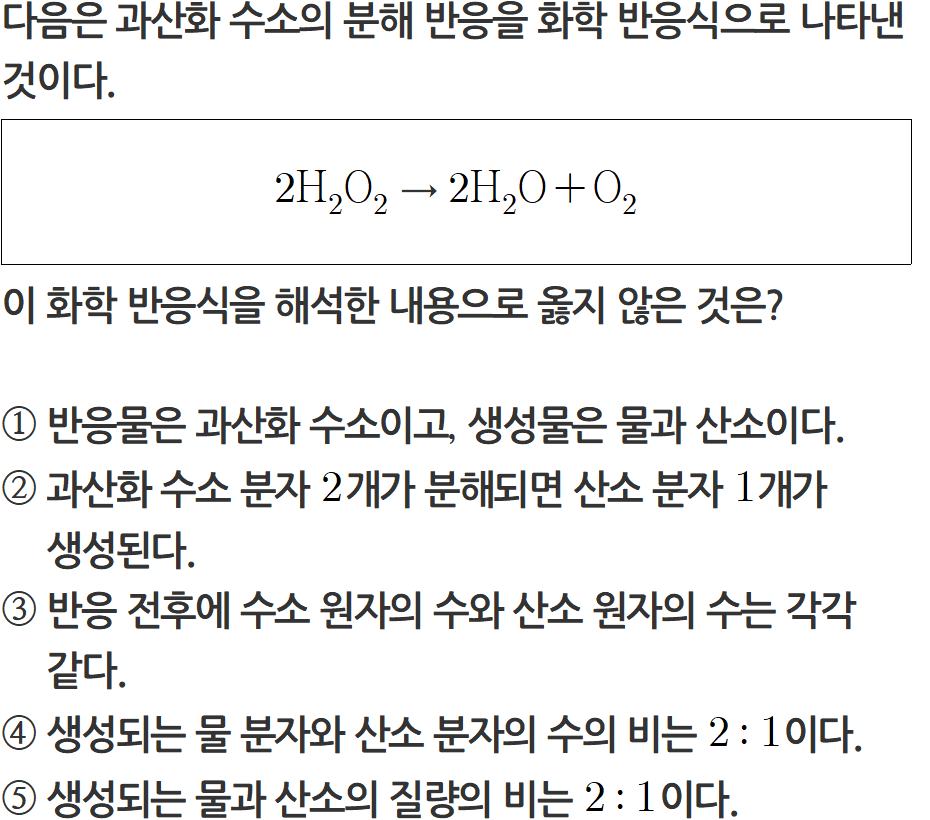 다음은 과산화 수소의 분해 반응을 화학 반응식으로 나타낸
것이다.
2H₂O₂ → 2H₂O + O₂
이 화학 반응식을 해석한 내용으로 옳지 않은 것은?
① 반응물은 과산화 수소이고, 생성물은 물과 산소이다.
② 과산화 수소 분자 2개가 분해되면 산소 분자 1개가
생성된다.
③ 반응 전후에 수소 원자의 수와 산소 원자의 수는 각각
같다.
④ 생성되는 물 분자와 산소 분자의 수의 비는 2 : 1이다.
⑤ 생성되는 물과 산소의 질량의 비는 2 : 1이다.